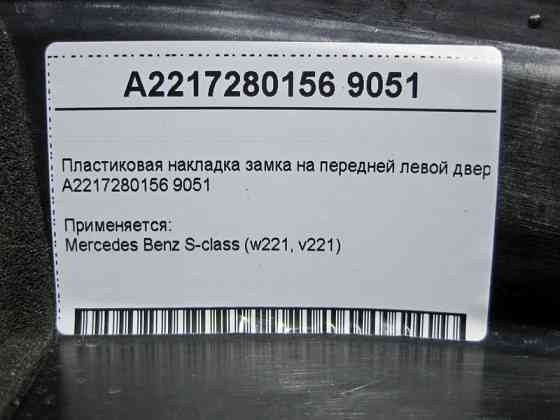 A2217280156 9051
Пластиковая накладка замка на передней левой двер
A2217280156 9051
Применяется:
Mercedes Benz S-class (w221, v221)